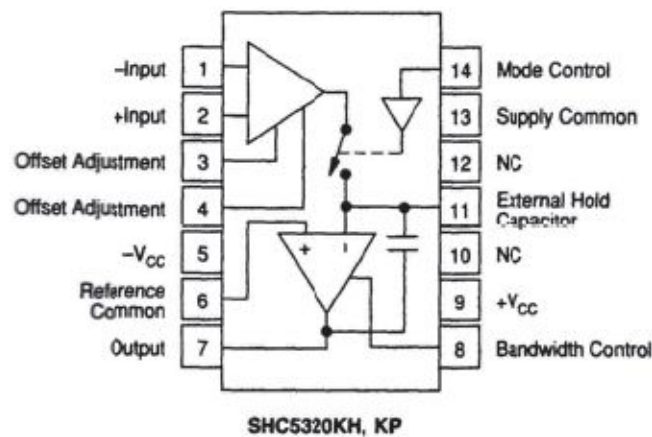 –Input 1
+Input 2
Offset Adjustment 3
Offset Adjustment 4
–VCC 5
Reference
Common 6
Output 7
14 Mode Control
13 Supply Common
12 NC
11 External Hold
Capacitor
10 NC
9 +VCC
8 Bandwidth Control
+ –
SHC5320KH, KP